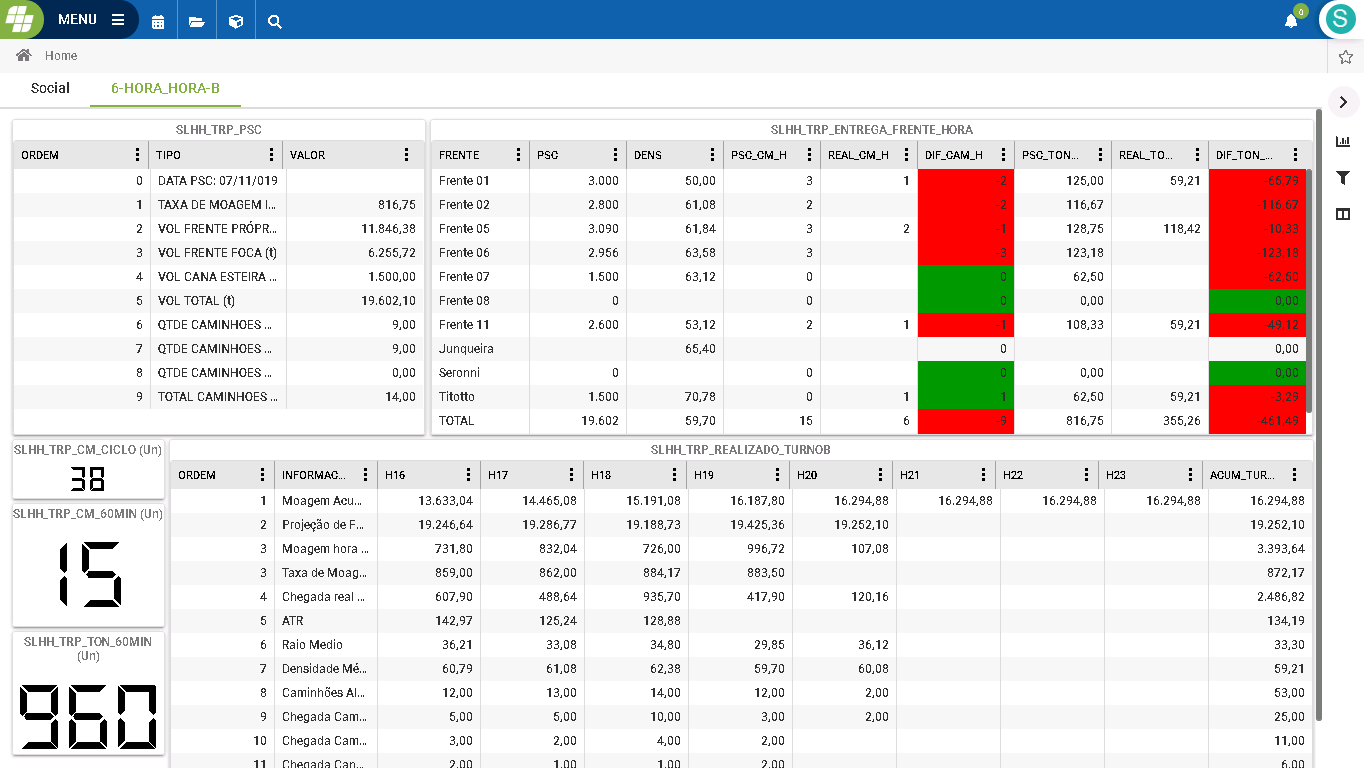 MENU
0
S
Home
Social 6-HORA_HORA-B
SLHH_TRP_PSC
ORDEM TIPO VALOR
0 DATA PSC: 07/11/019
1 TAXA DE MOAGEM I... 816,75
2 VOL FRENTE PRÓPR... 11.846,38
3 VOL FRENTE FOCA (t) 6.255,72
4 VOL CANA ESTEIRA ... 1.500,00
5 VOL TOTAL (t) 19.602,10
6 QTDE CAMINHOES ... 9,00
7 QTDE CAMINHOES ... 9,00
8 QTDE CAMINHOES ... 0,00
9 TOTAL CAMINHOES ... 14,00
SLHH_TRP_ENTREGA_FRENTE_HORA
FRENTE PSC DENS PSC_CM_H REAL_CM_H DIF_CAM_H PSC_TON... REAL_TO... DIF_TON_...
Frente 01 3.000 50,00 3 1 -2 125,00 59,21 -65,79
Frente 02 2.800 61,08 2 -2 116,67 -116,67
Frente 05 3.090 61,84 3 2 -1 128,75 118,42 -10,33
Frente 06 2.956 63,58 3 -3 123,18 -123,18
Frente 07 1.500 63,12 0 0 62,50 -62,50
Frente 08 0 0 0 0,00 0,00
Frente 11 2.600 53,12 2 1 -1 108,33 59,21 -49,12
Junqueira 65,40 0 0,00
Seronni 0 0 0 0,00 0,00
Titotto 1.500 70,78 0 1 1 62,50 59,21 -3,29
TOTAL 19.602 59,70 15 6 -9 816,75 355,26 -461,49
SLHH_TRP_CM_CICLO (Un)
38
SLHH_TRP_CM_60MIN (Un)
15
SLHH_TRP_TON_60MIN
(Un)
960
SLHH_TRP_REALIZADO_TURNOB
ORDEM INFORMAC... H16 H17 H18 H19 H20 H21 H22 H23 ACUM_TUR...
1 Moagem Acu... 13.633,04 14.465,08 15.191,08 16.187,80 16.294,88 16.294,88 16.294,88 16.294,88 16.294,88
2 Projeção de F... 19.246,64 19.286,77 19.188,73 19.425,36 19.252,10 19.252,10
3 Moagem hora ... 731,80 832,04 726,00 996,72 107,08 3.393,64
3 Taxa de Moag... 859,00 862,00 884,17 883,50 872,17
4 Chegada real ... 607,90 488,64 935,70 417,90 120,16 2.486,82
5 ATR 142,97 125,24 128,88 134,19
6 Raio Medio 36,21 33,08 34,80 29,85 36,12 33,30
7 Densidade Mé... 60,79 61,08 62,38 59,70 60,08 59,21
8 Caminhões Al... 12,00 13,00 14,00 12,00 2,00 53,00
9 Chegada Cam... 5,00 5,00 10,00 3,00 2,00 25,00
10 Chegada Cam... 3,00 2,00 4,00 2,00 11,00
11 Chegada Can... 2,00 1,00 1,00 2,00 6,00